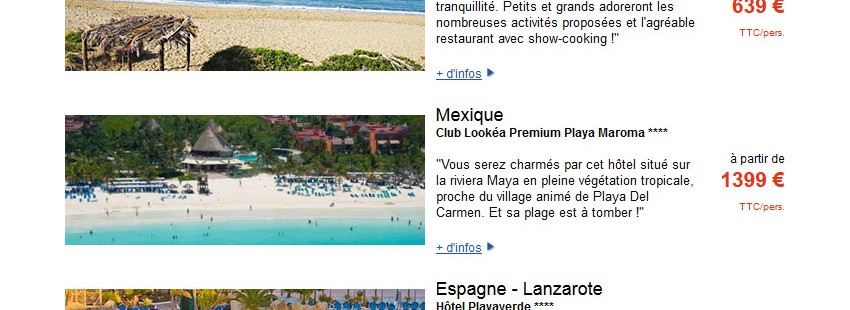 tranquillité. Petits et grands adoreront les
nombreuses activités proposées et l'agréable
restaurant avec show-cooking !"
639 €
TTC/pers.
+ d'infos
Mexique
Club Lookéa Premium Playa Maroma ****
"Vous serez charmés par cet hôtel situé sur
la riviera Maya en pleine végétation tropicale,
proche du village animé de Playa Del
Carmen. Et sa plage est à tomber !"
à partir de
1399 €
TTC/pers.
+ d'infos
Espagne - Lanzarote
Hôtel Playaverde ****